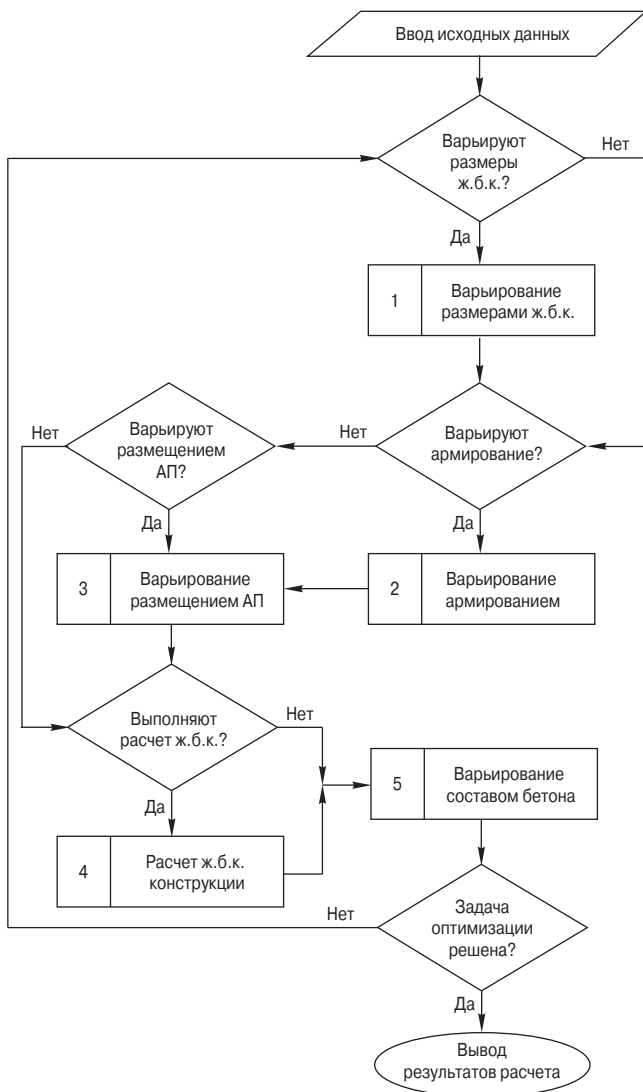 Ввод исходных данных
Варьируют
размеры
ж.б.к.?
Нет
Да
1
Варьирование
размерами ж.б.к.
Варьируют
армирование?
Нет
Да
Варьируют
размещением
АП?
Нет
Да
2
Варьирование
армированием
3
Варьирование
размещением АП
Выполняют
расчет ж.б.к.?
Нет
Да
4
Расчет ж.б.к.
конструкции
5
Варьирование
составом бетона
Задача
оптимизации
решена?
Нет
Да
Вывод
результатов расчета